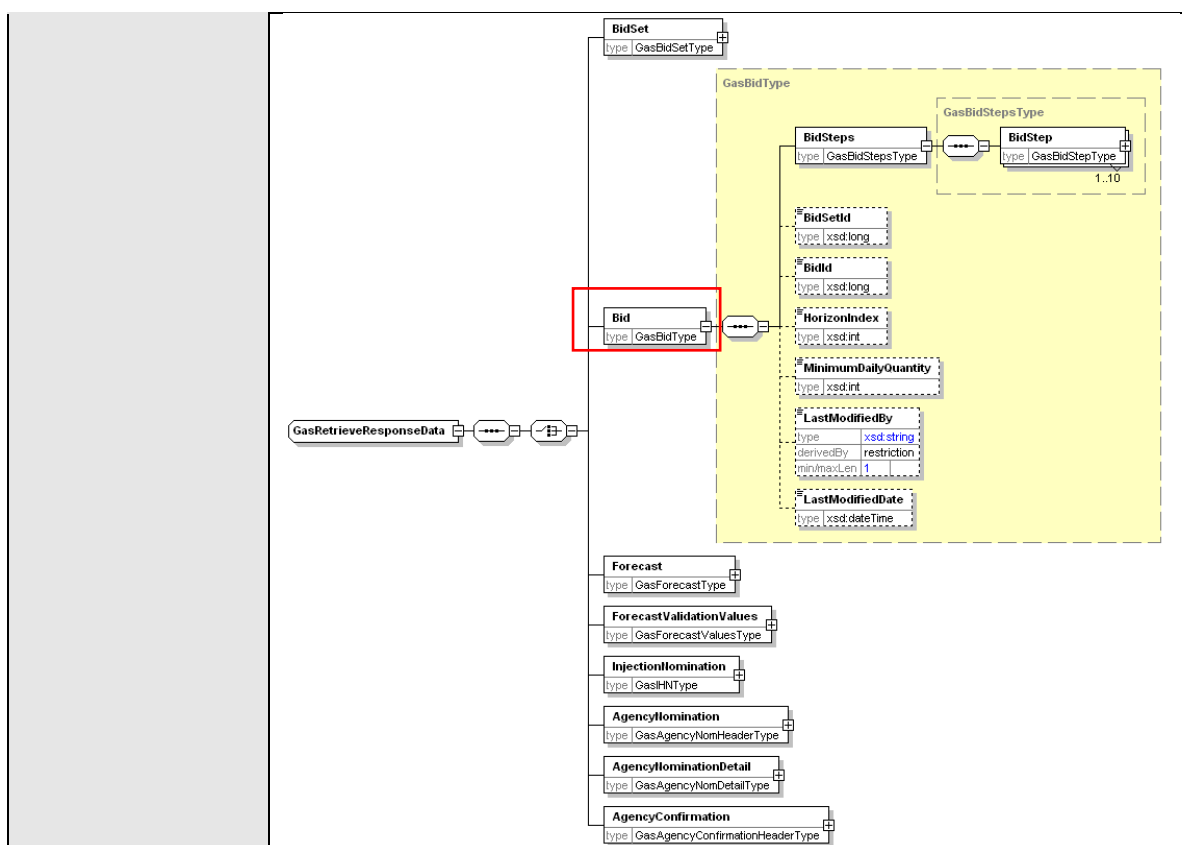 BidSet
type GasBidSetType
GasBidType
GasBidStepsType
BidSteps
type GasBidStepsType
BidStep
type GasBidStepType
1..10
BidSetId
type xsd:long
BidId
type xsd:long
Bid
type GasBidType
HorizonIndex
type xsd:int
MinimumDailyQuantity
type xsd:int
LastModifiedBy
type xsd:string
derivedBy restriction
min/maxLen 1
LastModifiedDate
type xsd:dateTime
GasRetrieveResponseData
Forecast
type GasForecastType
ForecastValidationValues
type GasForecastValuesType
InjectionNomination
type GasIHNType
AgencyNomination
type GasAgencyNomHeaderType
AgencyNominationDetail
type GasAgencyNomDetailType
AgencyConfirmation
type GasAgencyConfirmationHeaderType